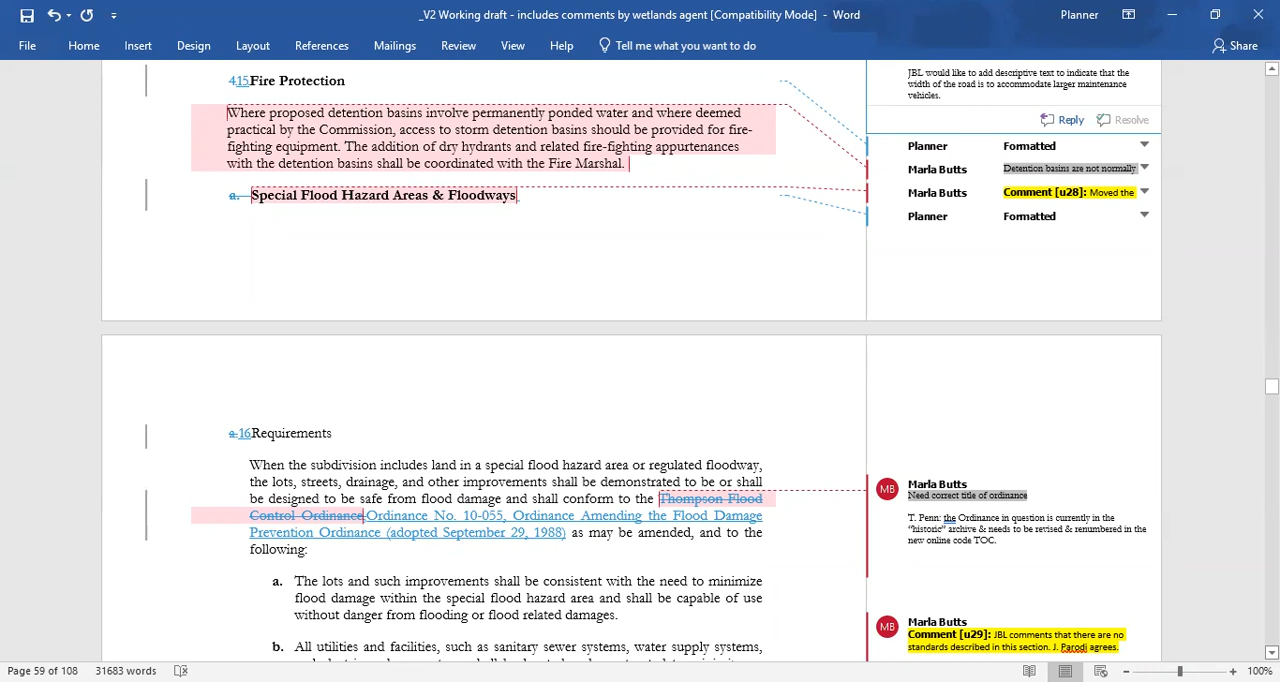 _V2 Working draft - includes comments by wetlands agent [Compatibility Mode] - Word
Planner
File Home Insert Design Layout References Mailings Review View Help Tell me what you want to do Share
JBL would like to add descriptive text to indicate that the
width of the road is to accommodate larger maintenance
vehicles.
Reply Resolve
4.15Fire Protection
Where proposed detention basins involve permanently ponded water and where deemed
practical by the Commission, access to storm detention basins should be provided for fire-
fighting equipment. The addition of dry hydrants and related fire-fighting appurtenances
with the detention basins shall be coordinated with the Fire Marshal.
a. Special Flood Hazard Areas & Floodways
Planner Formatted
Marla Butts Detention basins are not normally
Marla Butts Comment [u28]: Moved the
Planner Formatted
a.16Requirements
When the subdivision includes land in a special flood hazard area or regulated floodway,
the lots, streets, drainage, and other improvements shall be demonstrated to be or shall
be designed to be safe from flood damage and shall conform to the Thompson Flood
Control Ordinance Ordinance No. 10-055, Ordinance Amending the Flood Damage
Prevention Ordinance (adopted September 29, 1988) as may be amended, and to the
following:
a. The lots and such improvements shall be consistent with the need to minimize
flood damage within the special flood hazard area and shall be capable of use
without danger from flooding or flood related damages.
b. All utilities and facilities, such as sanitary sewer systems, water supply systems,
MB Marla Butts
Need correct title of ordinance
T. Penn: the Ordinance in question is currently in the
"historic" archive & needs to be revised & renumbered in the
new online code TOC.
MB Marla Butts
Comment [u29]: JBL comments that there are no
standards described in this section. J. Parodi agrees.
Page 59 of 108 31683 words
100%